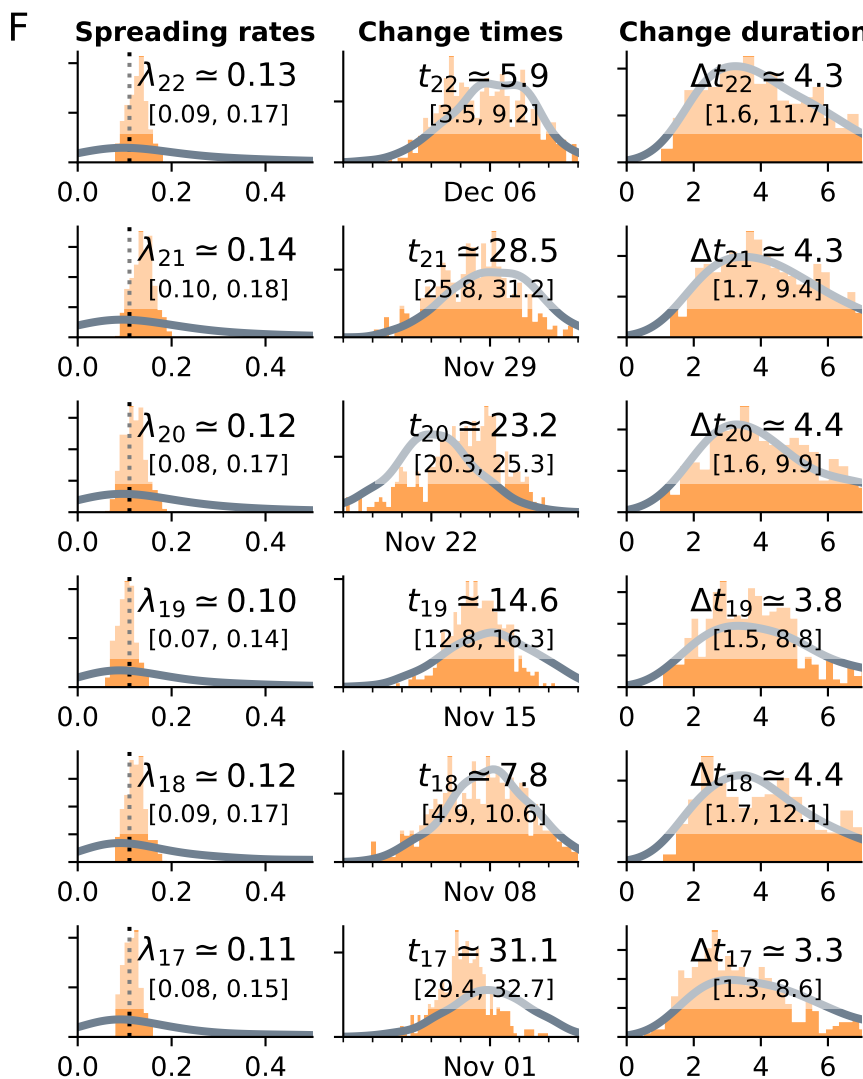 F
Spreading rates Change times Change duration
λ22 ≃ 0.13 t22 ≃ 5.9 Δt22 ≃ 4.3
[0.09, 0.17] [3.5, 9.2] [1.6, 11.7]
0.0 0.2 0.4 Dec 06 0 2 4 6
λ21 ≃ 0.14 t21 ≃ 28.5 Δt21 ≃ 4.3
[0.10, 0.18] [25.8, 31.2] [1.7, 9.4]
0.0 0.2 0.4 Nov 29 0 2 4 6
λ20 ≃ 0.12 t20 ≃ 23.2 Δt20 ≃ 4.4
[0.08, 0.17] [20.3, 25.3] [1.6, 9.9]
0.0 0.2 0.4 Nov 22 0 2 4 6
λ19 ≃ 0.10 t19 ≃ 14.6 Δt19 ≃ 3.8
[0.07, 0.14] [12.8, 16.3] [1.5, 8.8]
0.0 0.2 0.4 Nov 15 0 2 4 6
λ18 ≃ 0.12 t18 ≃ 7.8 Δt18 ≃ 4.4
[0.09, 0.17] [4.9, 10.6] [1.7, 12.1]
0.0 0.2 0.4 Nov 08 0 2 4 6
λ17 ≃ 0.11 t17 ≃ 31.1 Δt17 ≃ 3.3
[0.08, 0.15] [29.4, 32.7] [1.3, 8.6]
0.0 0.2 0.4 Nov 01 0 2 4 6